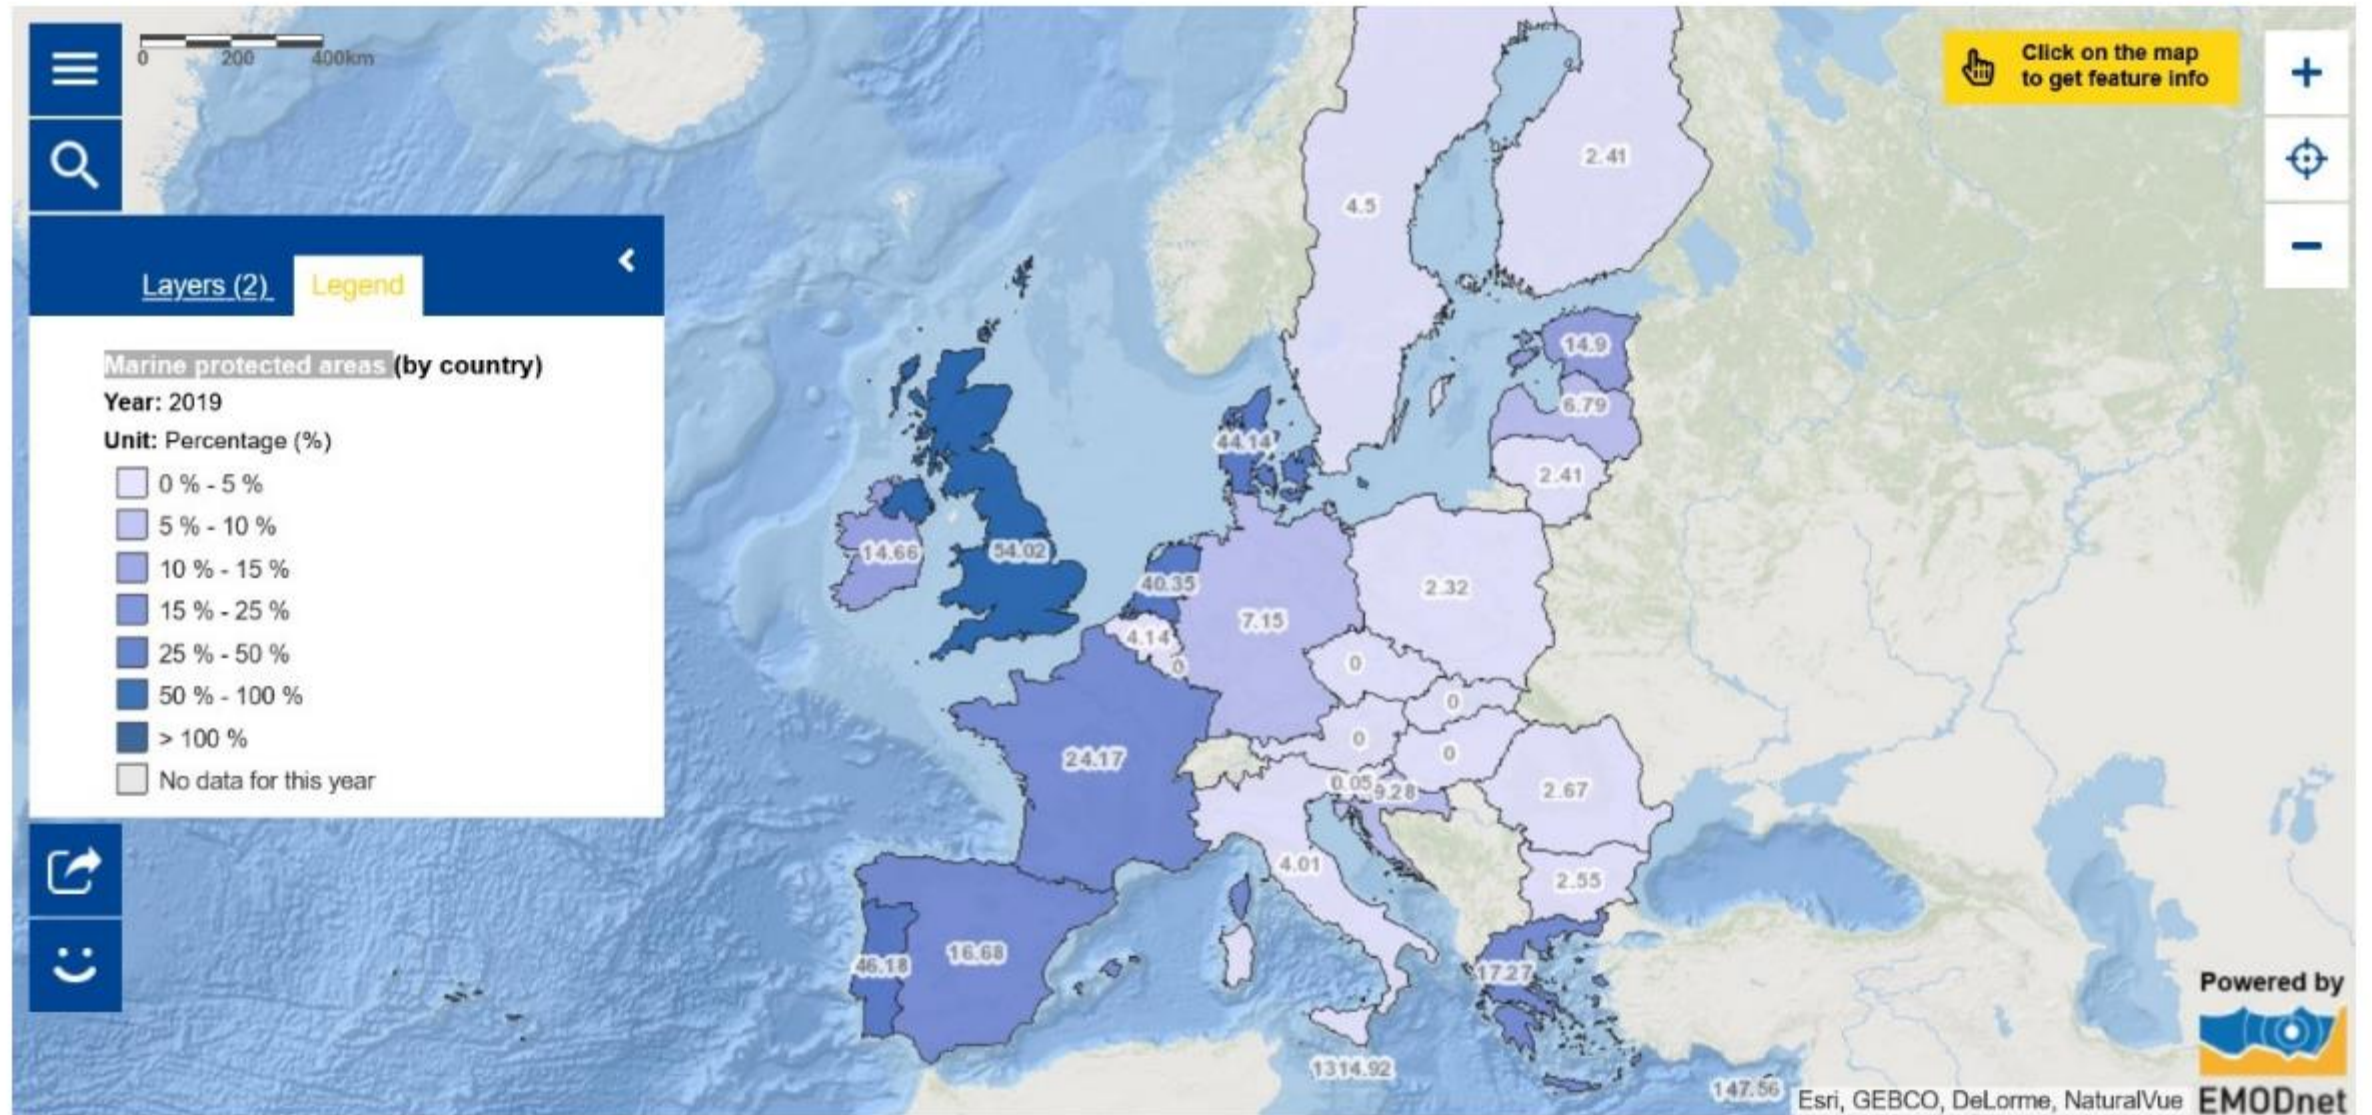 0 200 400km
Click on the map
to get feature info
+
−
Layers (2)
Legend
Marine protected areas (by country)
Year: 2019
Unit: Percentage (%)
0 % - 5 %
5 % - 10 %
10 % - 15 %
15 % - 25 %
25 % - 50 %
50 % - 100 %
> 100 %
No data for this year
2.41
4.5
14.9
6.79
44.14
2.41
14.66
54.02
40.35
2.32
7.15
4.14
0
0
0
0
0
24.17
0.05
9.28
2.67
4.01
2.55
16.68
46.18
17.27
1314.92
147.56
Powered by
EMODnet
Esri, GEBCO, DeLorme, NaturalVue